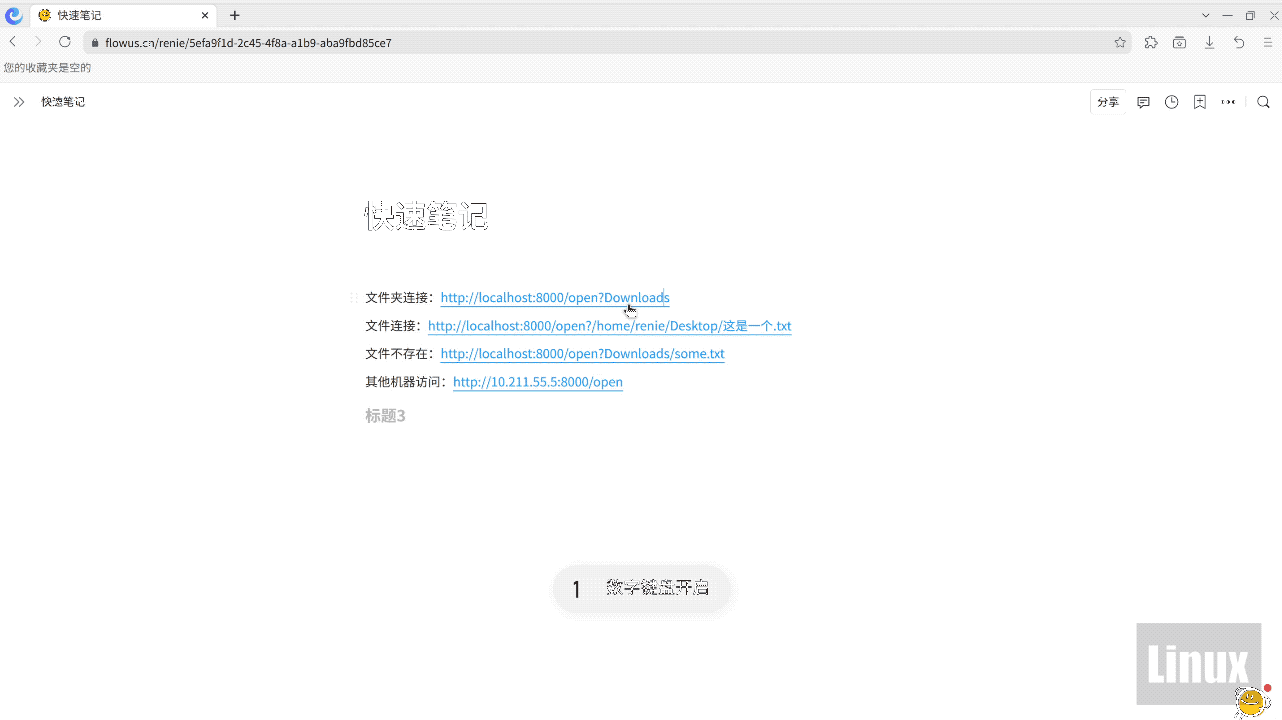 快速笔记
flowus.cn/renie/5efa9f1d-2c45-4f8a-a1b9-aba9fbd85ce7
您的收藏夹是空的
快速笔记
分享
快速笔记
文件夹连接：http://localhost:8000/open?Downloads
文件连接：http://localhost:8000/open?/home/renie/Desktop/这是一个.txt
文件不存在：http://localhost:8000/open?Downloads/some.txt
其他机器访问：http://10.211.55.5:8000/open
标题3
1 数字键盘开启
Linux